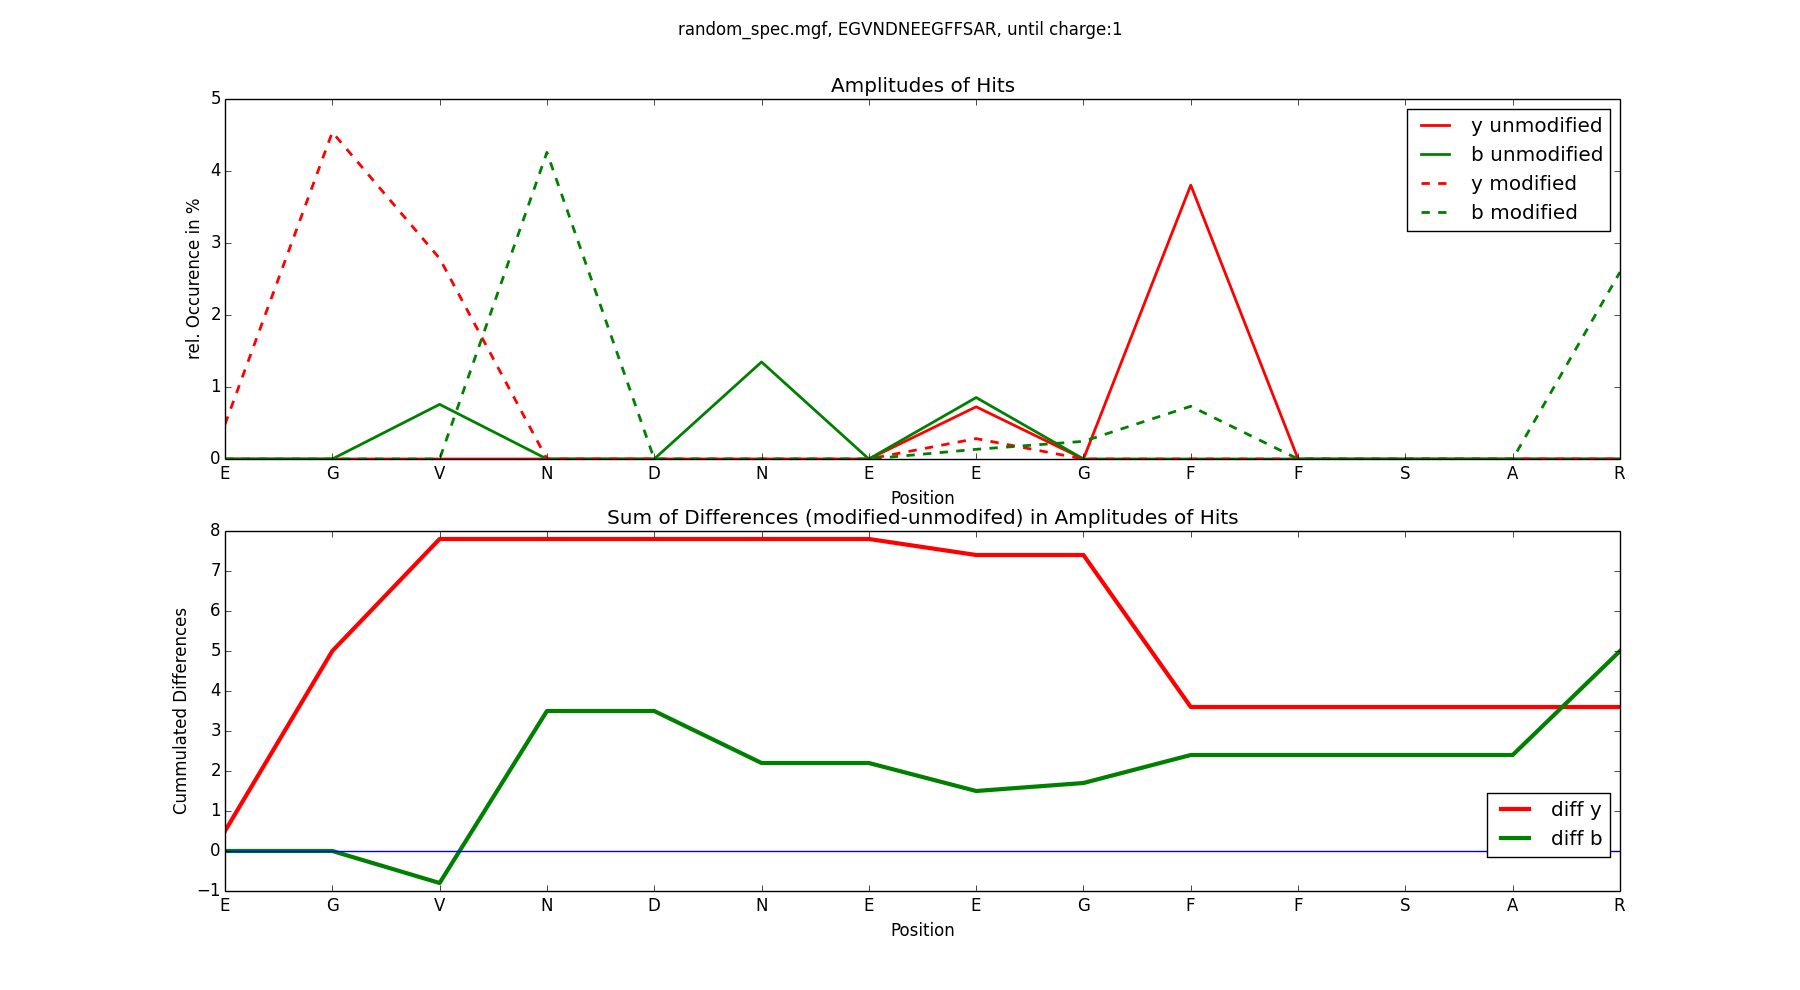 random_spec.mgf, EGVNDNEEGFFSAR, until charge:1
Amplitudes of Hits
5
4
3
2
1
0
rel. Occurence in %
y unmodified
b unmodified
y modified
b modified
E G V N D N E E G F F S A R
Position
Sum of Differences (modified-unmodifed) in Amplitudes of Hits
8
7
6
5
4
3
2
1
0
−1
Cummulated Differences
diff y
diff b
E G V N D N E E G F F S A R
Position